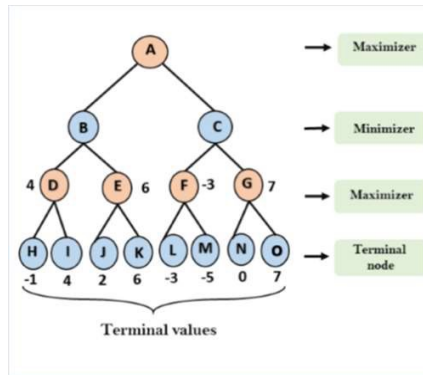 A
Maximizer
B
C
Minimizer
4 D
E 6
F -3
G 7
Maximizer
H I J K L M N O
Terminal
node
-1 4 2 6 -3 -5 0 7
Terminal values